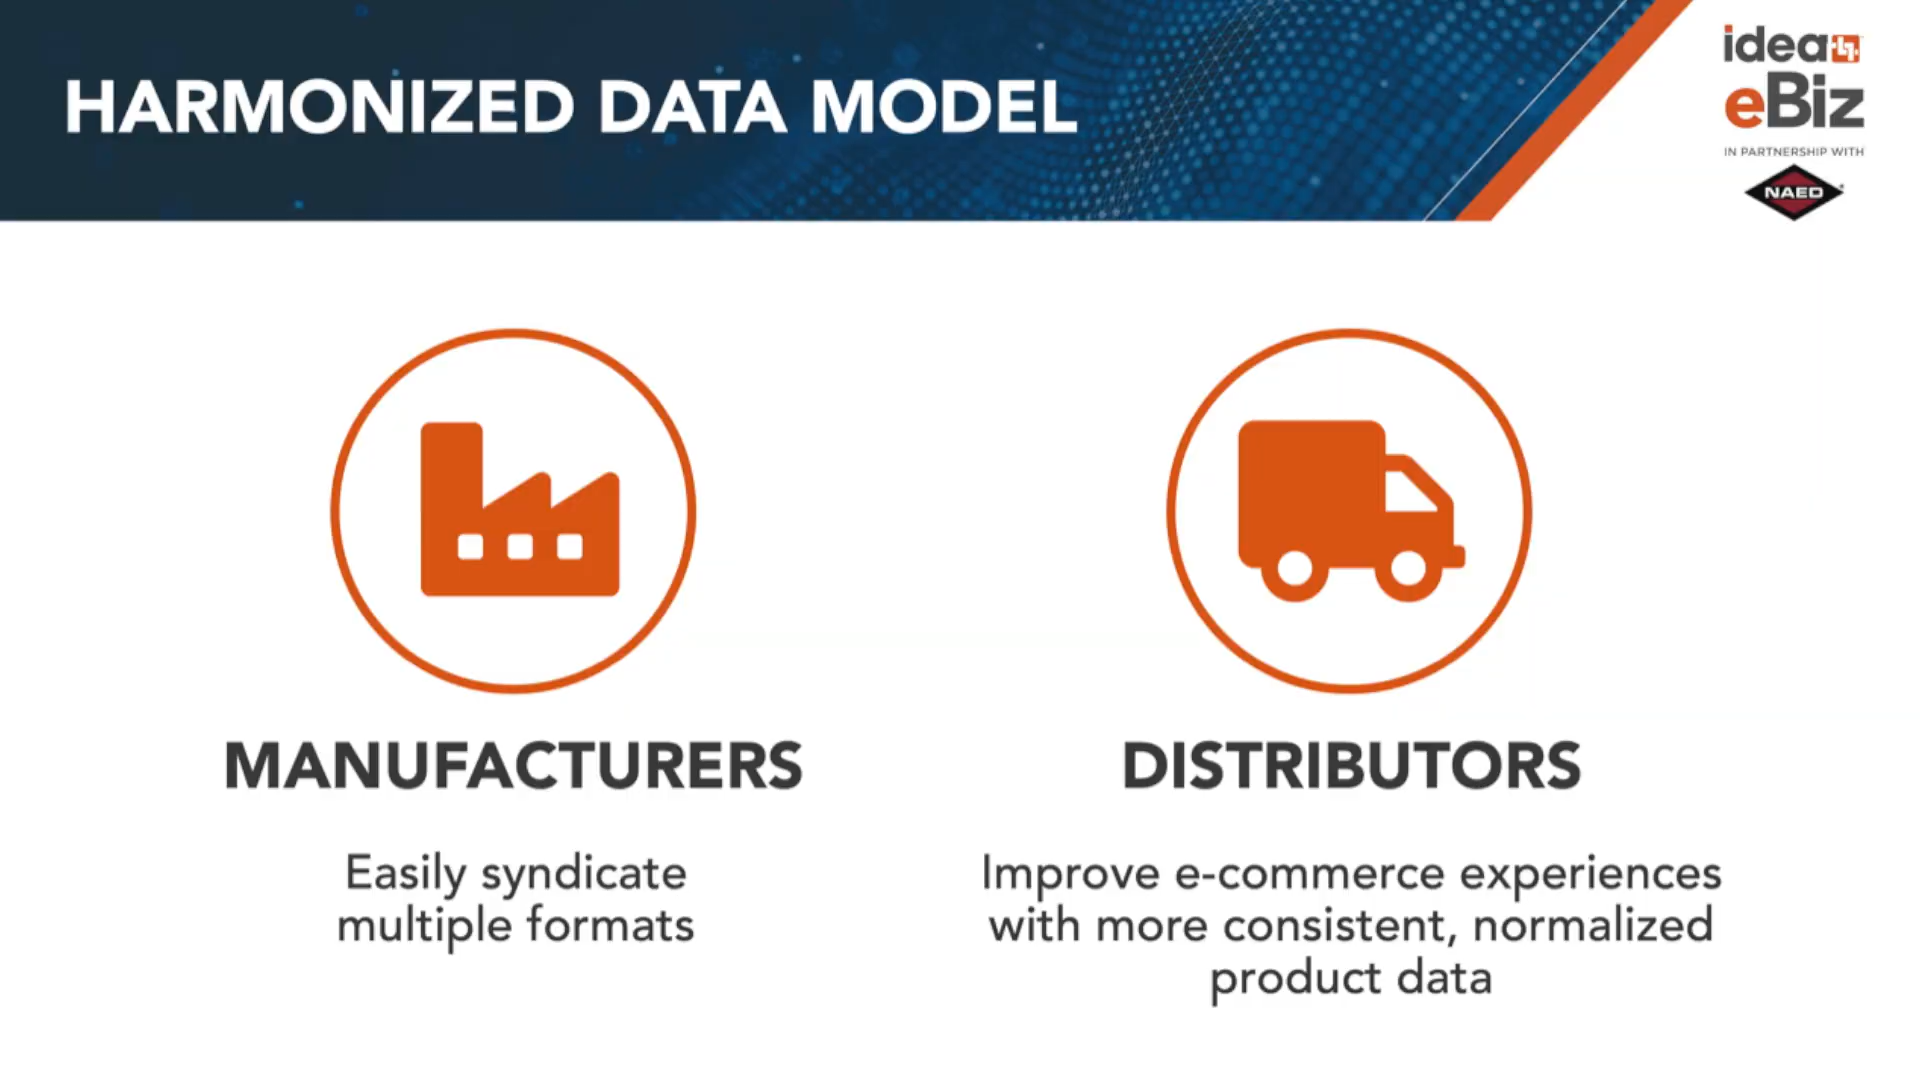 HARMONIZED DATA MODEL
idea
eBiz
IN PARTNERSHIP WITH
NAED
MANUFACTURERS
Easily syndicate
multiple formats
DISTRIBUTORS
Improve e-commerce experiences
with more consistent, normalized
product data